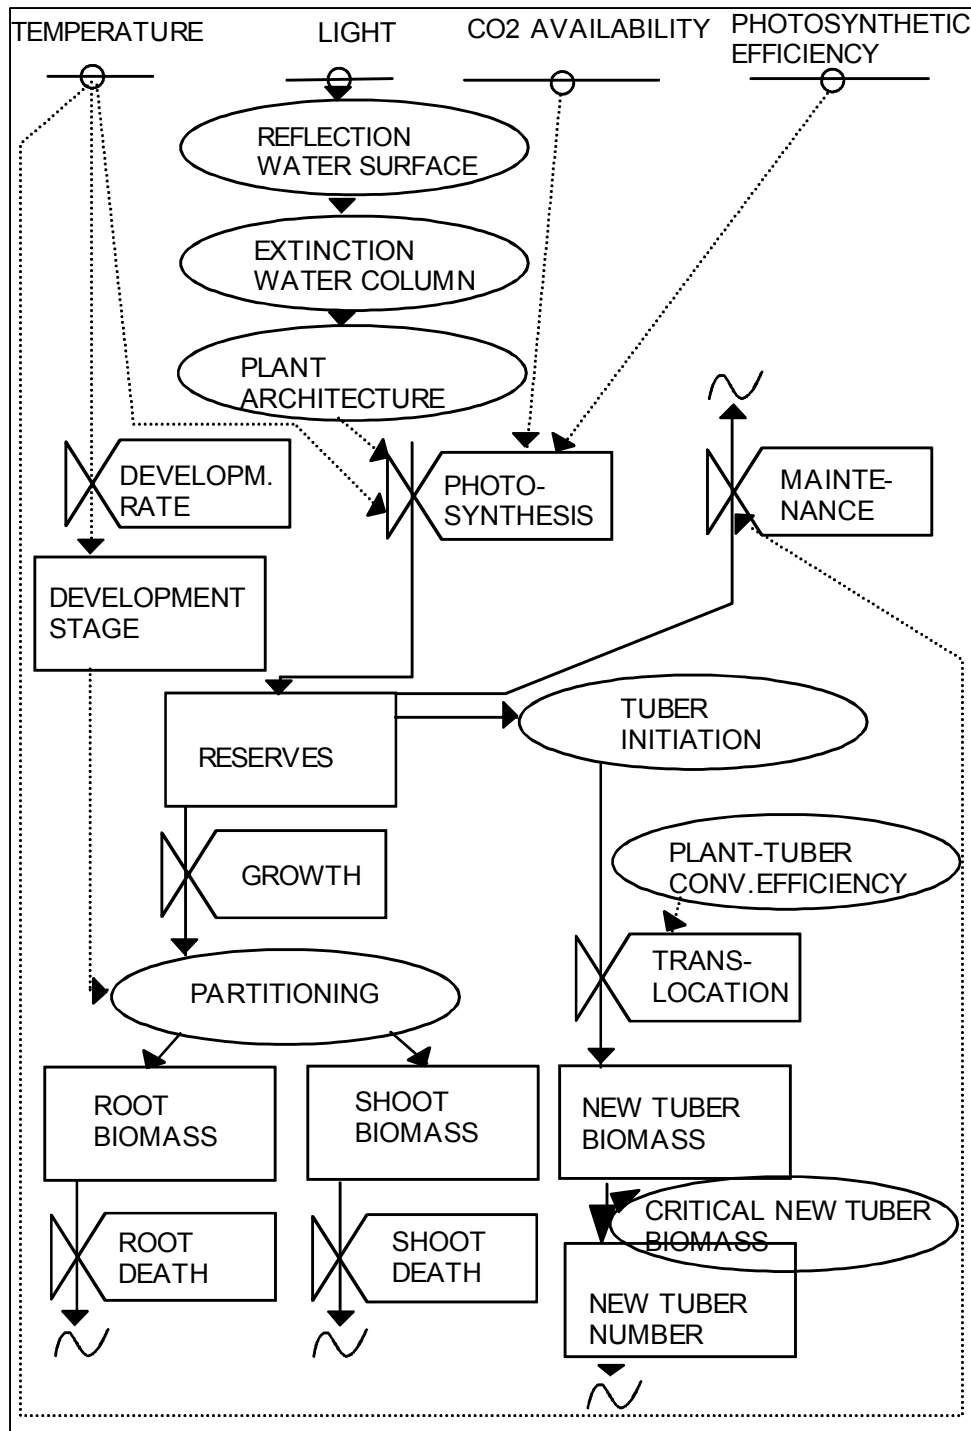 TEMPERATURE
LIGHT
CO2 AVAILABILITY
PHOTOSYNTHETIC
EFFICIENCY
REFLECTION
WATER SURFACE
EXTINCTION
WATER COLUMN
PLANT
ARCHITECTURE
DEVELOPM.
RATE
PHOTO-
SYNTHESIS
MAINTE-
NANCE
DEVELOPMENT
STAGE
RESERVES
TUBER
INITIATION
GROWTH
PLANT-TUBER
CONV.EFFICIENCY
PARTITIONING
TRANS-
LOCATION
ROOT
BIOMASS
SHOOT
BIOMASS
NEW TUBER
BIOMASS
CRITICAL NEW TUBER
BIOMASS
ROOT
DEATH
SHOOT
DEATH
NEW TUBER
NUMBER